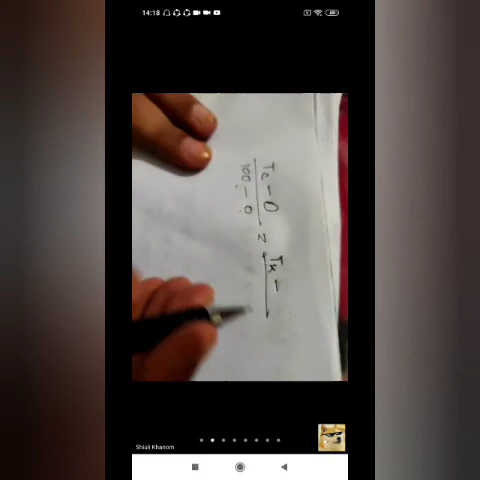 14:18
Tc - 0
100 - 0
=
TK -
Shiuli Khanom